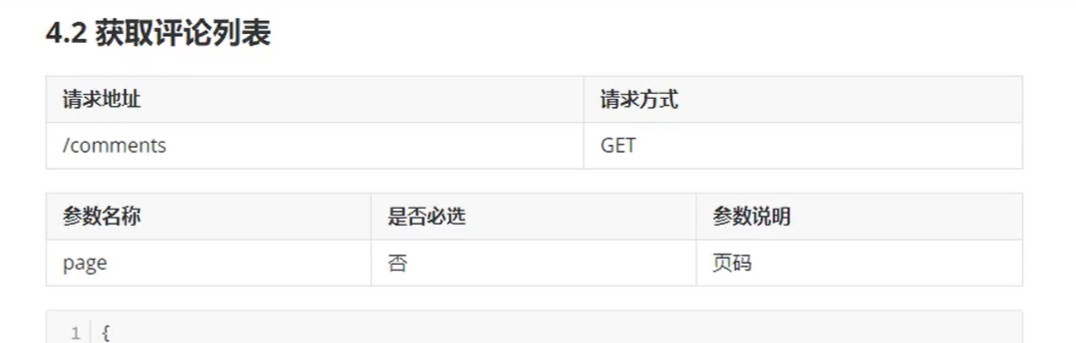 4.2 获取评论列表
请求地址 请求方式
/comments GET
参数名称 是否必选 参数说明
page 否 页码
1 {